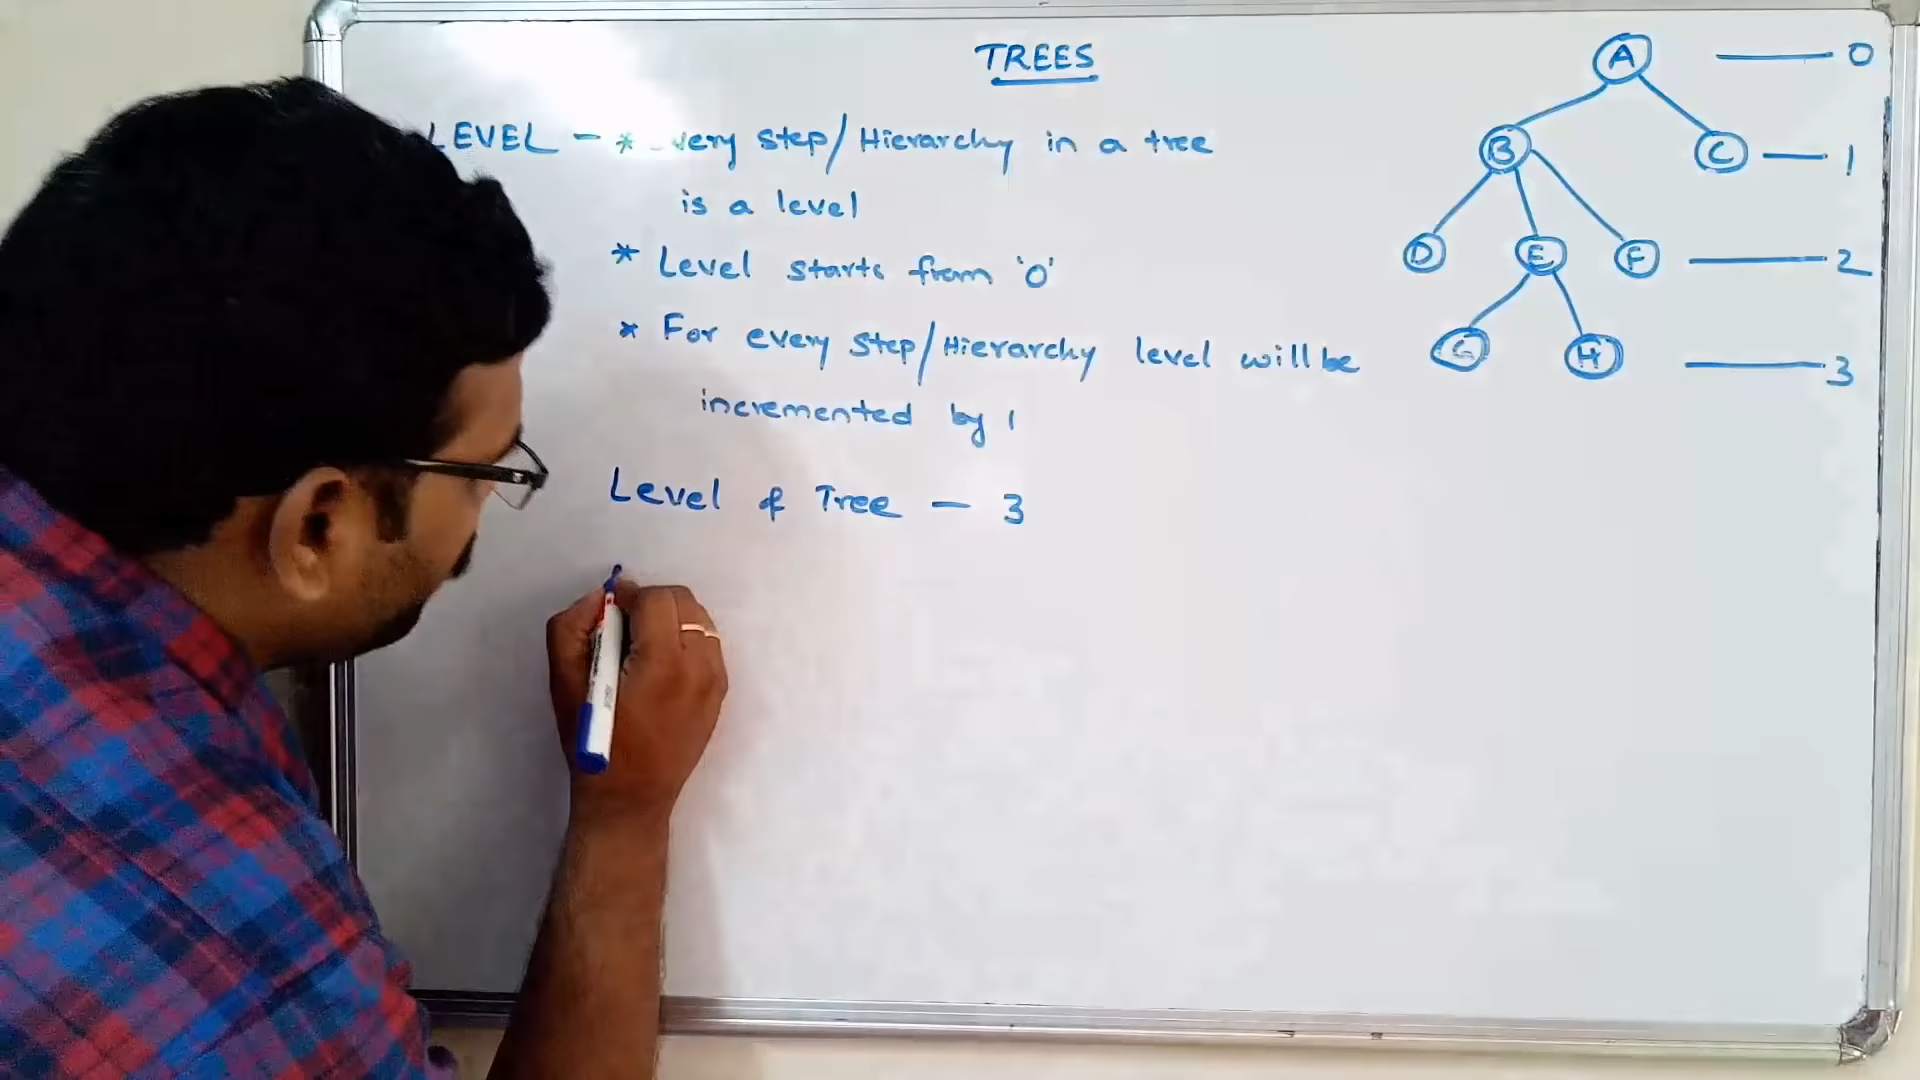 TREES
LEVEL - * very step/Hierarchy in a tree
is a level
* Level starts from '0'
* For every step/Hierarchy level will be
incremented by 1
Level of Tree - 3
A 0
B C 1
D E F 2
G H 3